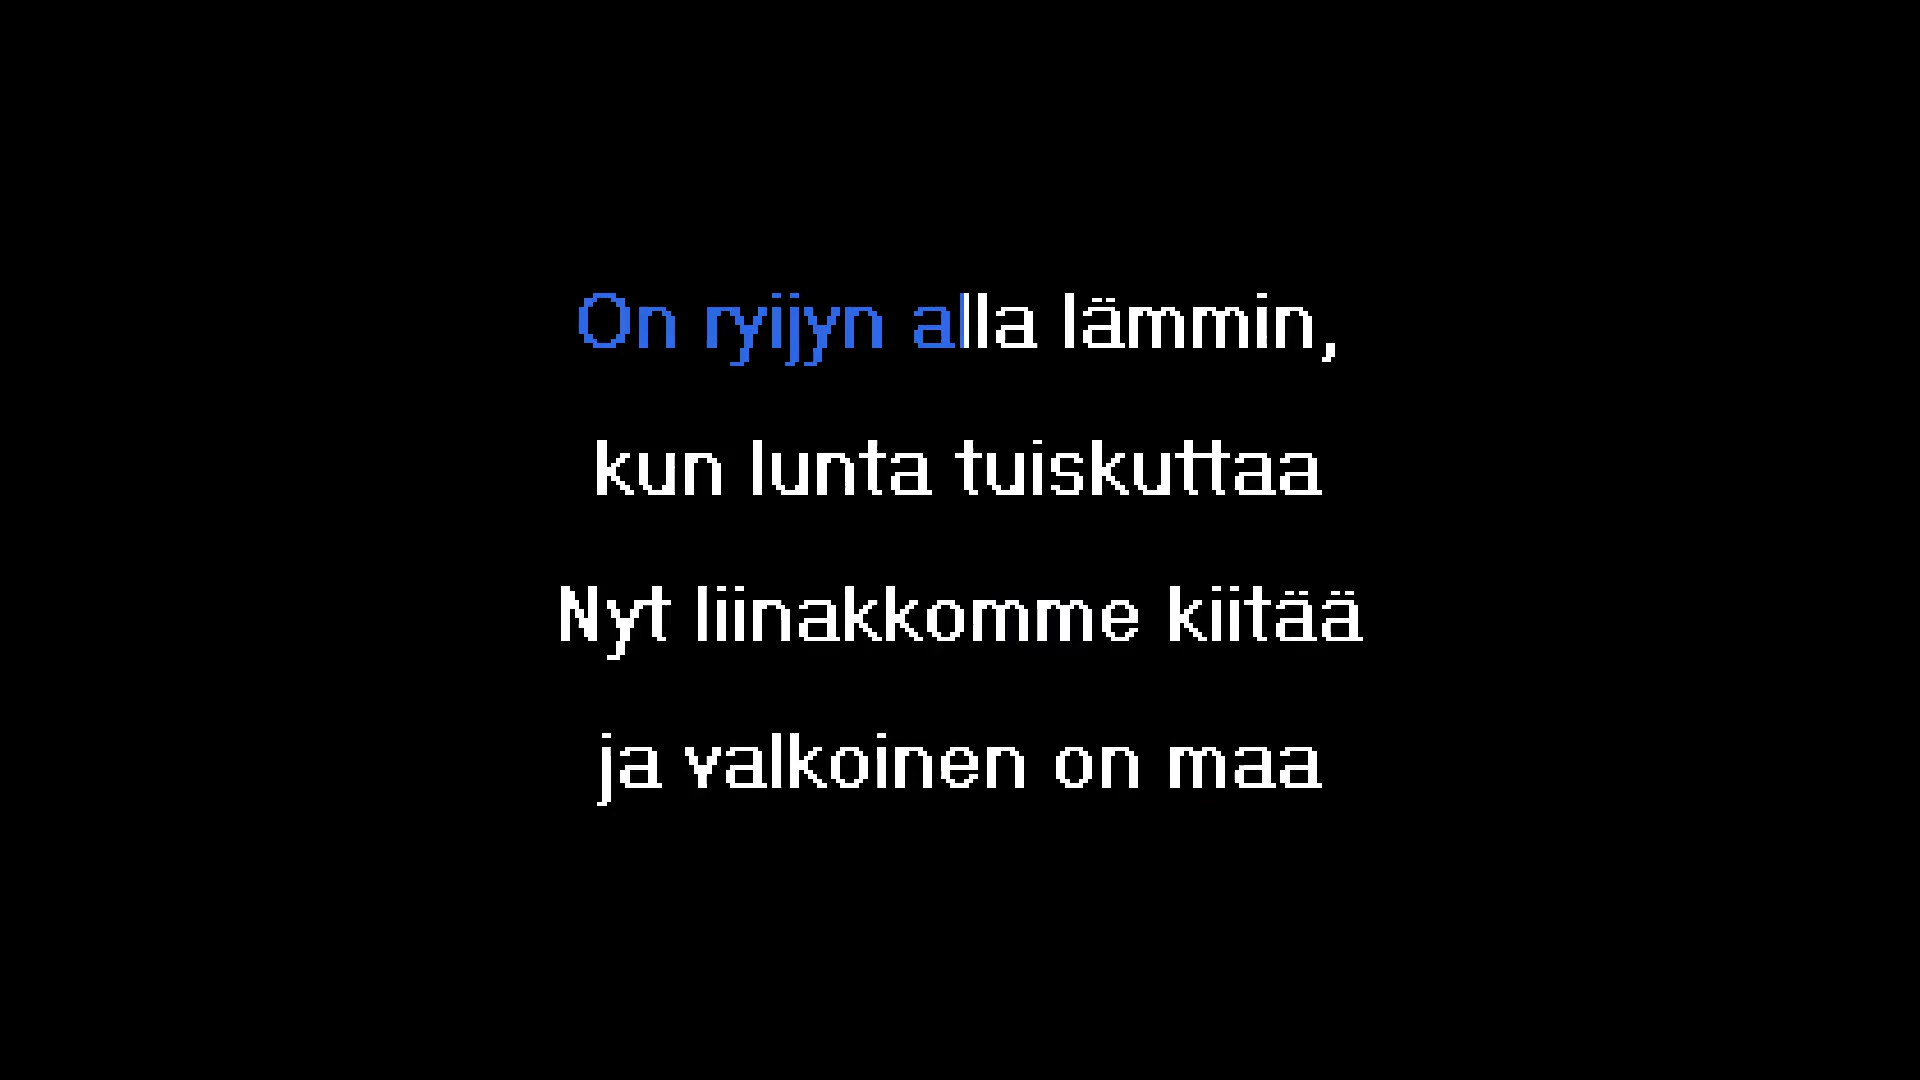 On ryijyn alla lämmin,
kun lunta tuiskuttaa
Nyt liinakkomme kiitää
ja valkoinen on maa